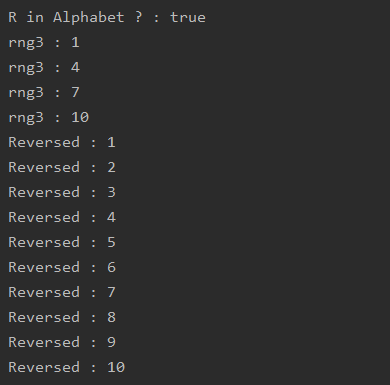 R in Alphabet ? : true
rng3 : 1
rng3 : 4
rng3 : 7
rng3 : 10
Reversed : 1
Reversed : 2
Reversed : 3
Reversed : 4
Reversed : 5
Reversed : 6
Reversed : 7
Reversed : 8
Reversed : 9
Reversed : 10